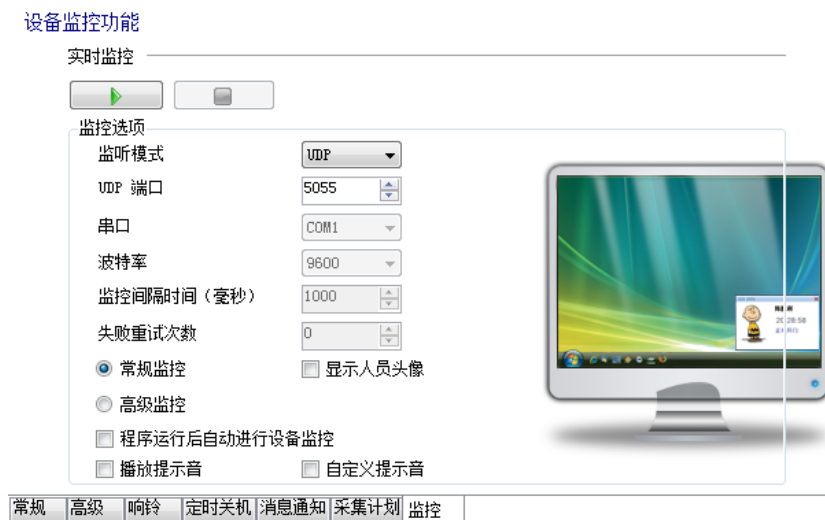 设备监控功能
实时监控
监控选项
监听模式 UDP
UDP 端口 5055
串口 COM1
波特率 9600
监控间隔时间（毫秒） 1000
失败重试次数 0
常规监控 显示人员头像
高级监控
程序运行后自动进行设备监控
播放提示音 自定义提示音
常规 高级 响铃 定时关机 消息通知 采集计划 监控